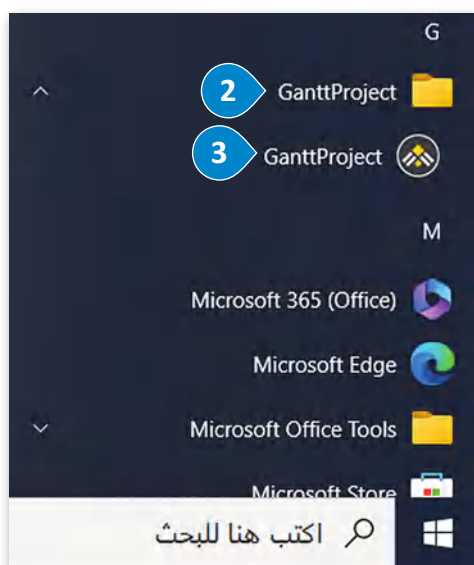 G
2 GanttProject
3 GanttProject
M
Microsoft 365 (Office)
Microsoft Edge
Microsoft Office Tools
Microsoft Store
اكتب هنا للبحث